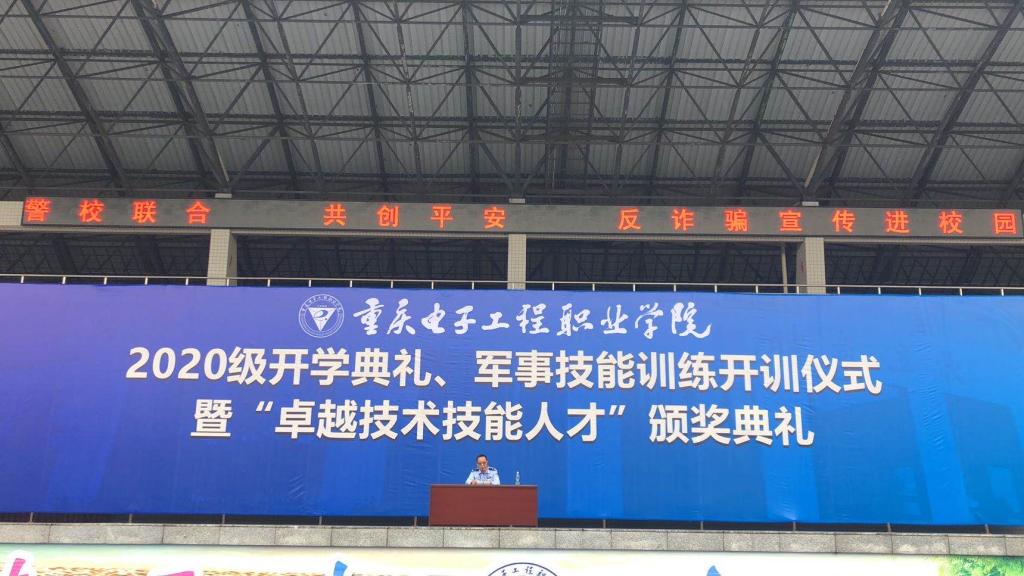 警校联合 共创平安 反诈骗宣传进校园
重庆电子工程职业学院
2020级开学典礼、军事技能训练开训仪式
暨“卓越技术技能人才”颁奖典礼